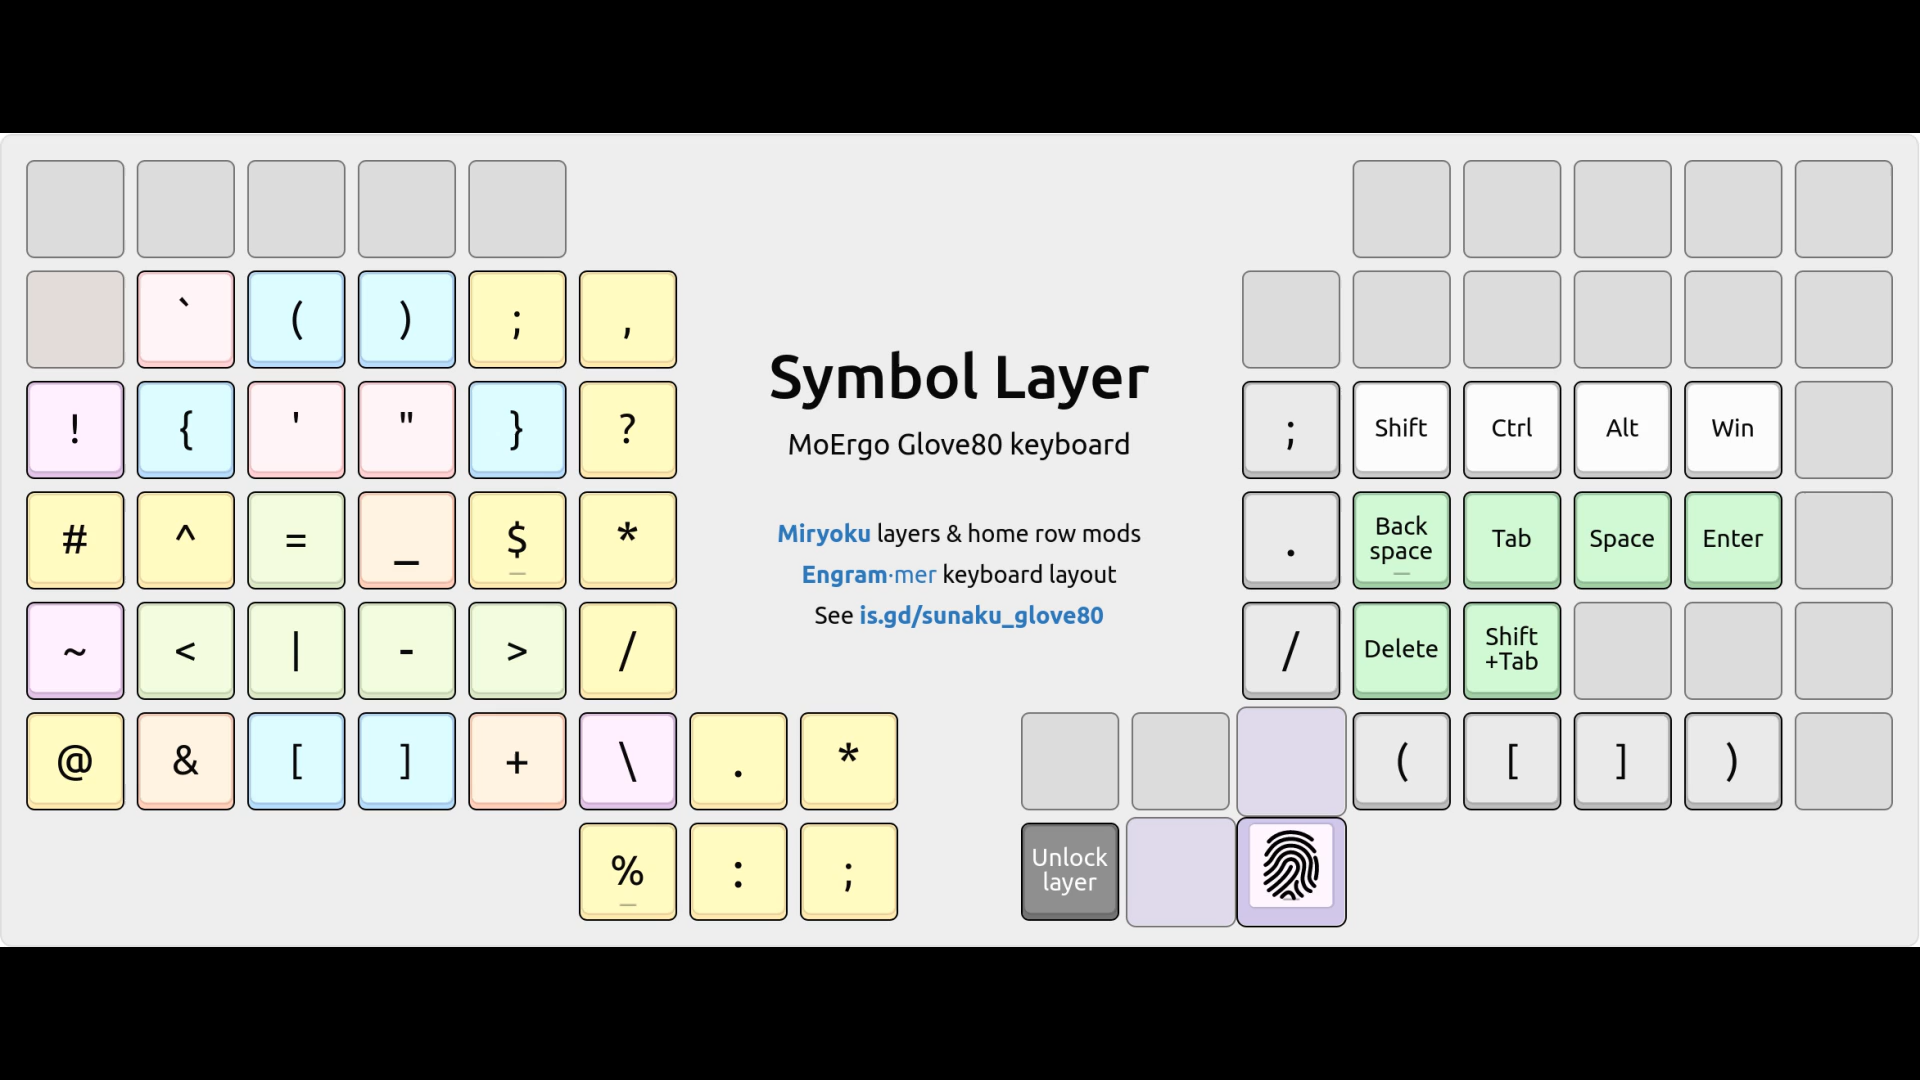 ` ( ) ; ,
! { ' " } ?
# ^ = _ $ *
~ < | - > /
@ & [ ] + \ . *
% : ;
Symbol Layer
MoErgo Glove80 keyboard
Miryoku layers & home row mods
Engram·mer keyboard layout
See is.gd/sunaku_glove80
; Shift Ctrl Alt Win
. Back space Tab Space Enter
/ Delete Shift +Tab
( [ ] )
Unlock
layer